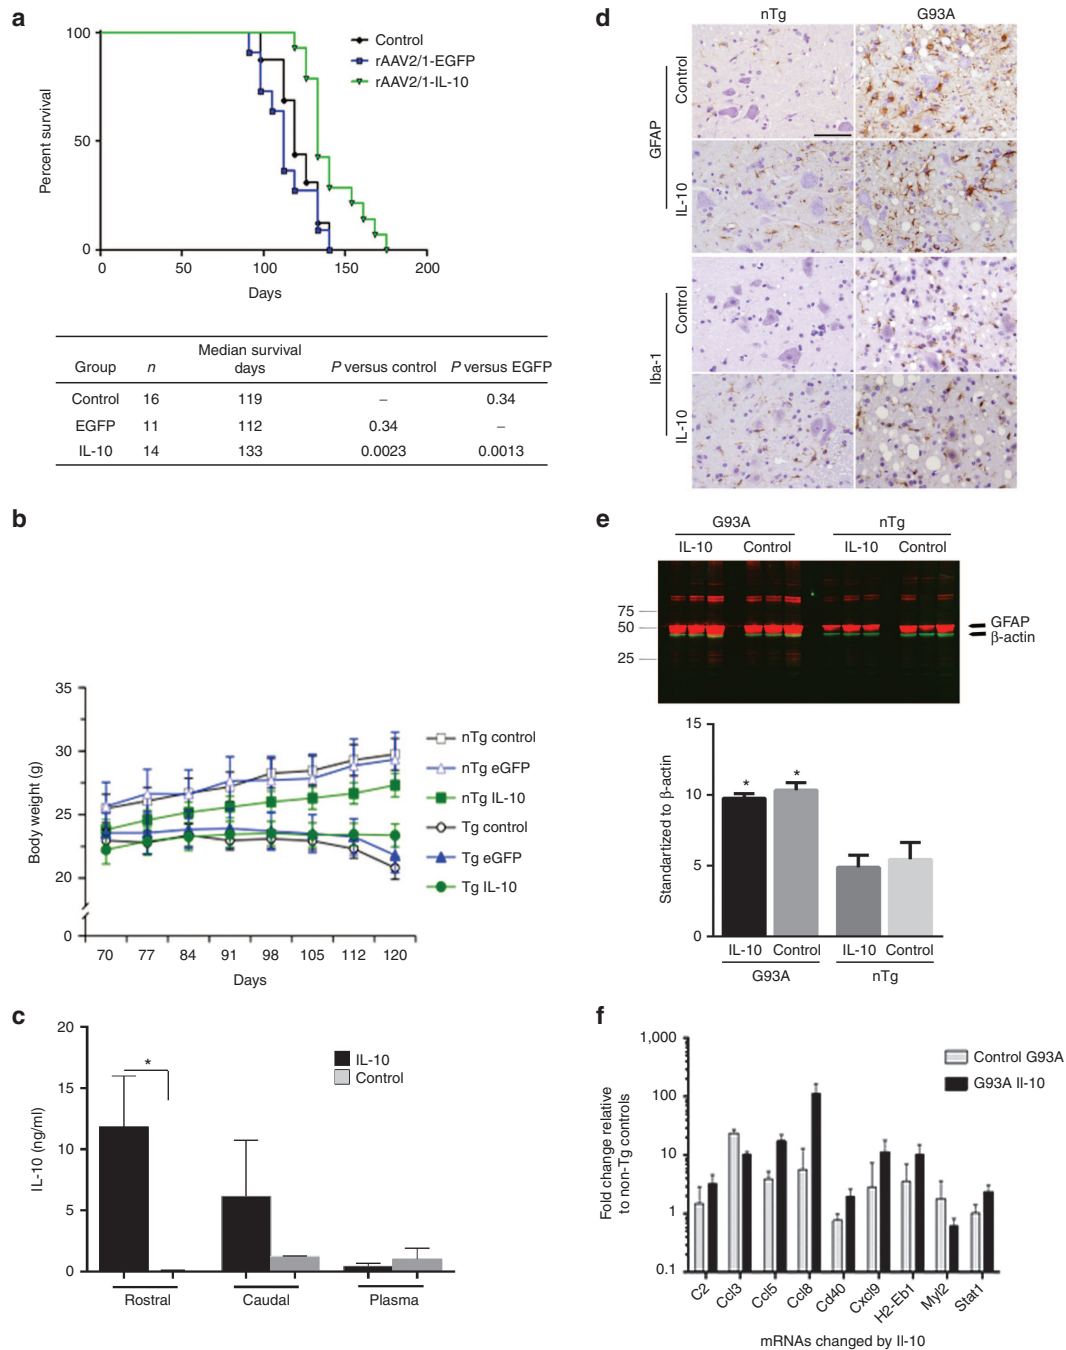 a
100
50
0
Percent survival
0 50 100 150 200
Days
Control
rAAV2/1-EGFP
rAAV2/1-IL-10
Group n Median survival days P versus control P versus EGFP
Control 16 119 – 0.34
EGFP 11 112 0.34 –
IL-10 14 133 0.0023 0.0013
b
35
30
25
20
0
Body weight (g)
70 77 84 91 98 105 112 120
Days
nTg control
nTg eGFP
nTg IL-10
Tg control
Tg eGFP
Tg IL-10
c
20
15
10
5
0
IL-10 (ng/ml)
*
IL-10
Control
Rostral Caudal Plasma
d
nTg G93A
GFAP
Control
IL-10
Iba-1
Control
IL-10
e
G93A nTg
IL-10 Control IL-10 Control
75
50
25
GFAP
β-actin
15
10
5
0
Standartized to β-actin
* *
IL-10 Control IL-10 Control
G93A nTg
f
1,000
100
10
1
0.1
Fold change relative
to non-Tg controls
Control G93A
G93A Il-10
C2 Ccl3 Ccl5 Ccl8 Cd40 Cxcl9 H2-Eb1 Myl2 Stat1
mRNAs changed by Il-10